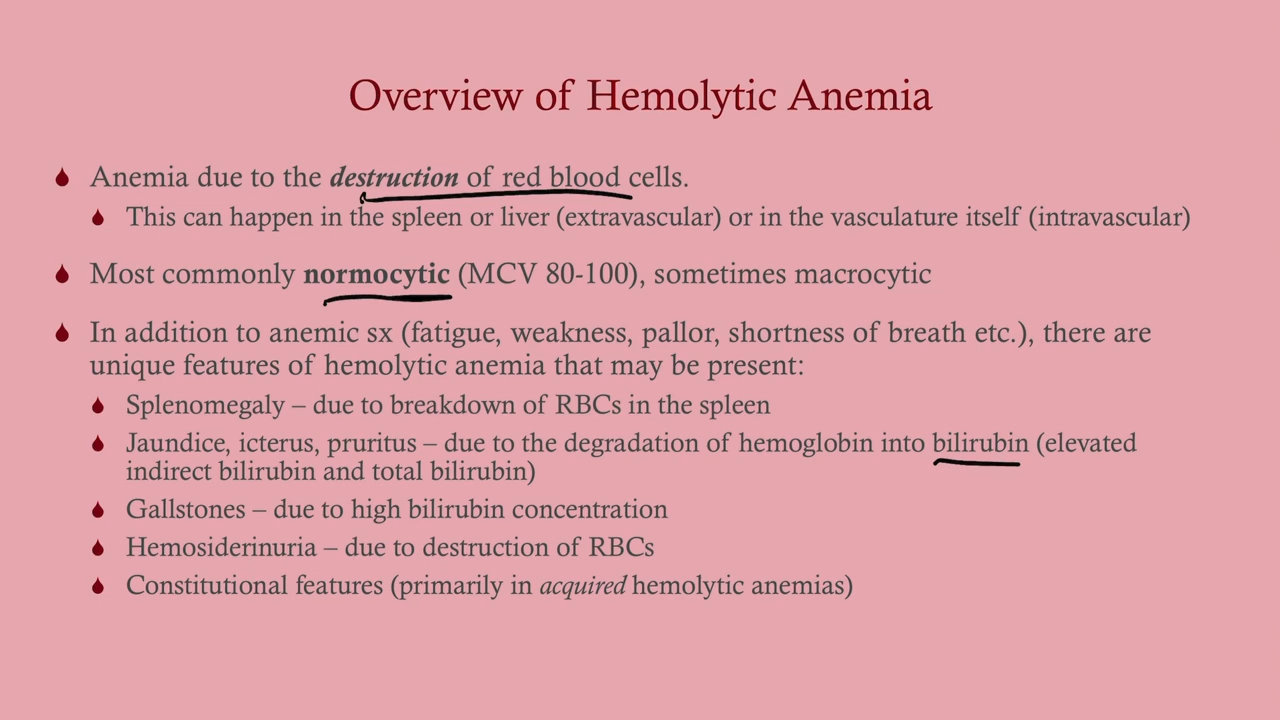 Overview of Hemolytic Anemia
Anemia due to the destruction of red blood cells.
This can happen in the spleen or liver (extravascular) or in the vasculature itself (intravascular)
Most commonly normocytic (MCV 80-100), sometimes macrocytic
In addition to anemic sx (fatigue, weakness, pallor, shortness of breath etc.), there are
unique features of hemolytic anemia that may be present:
Splenomegaly – due to breakdown of RBCs in the spleen
Jaundice, icterus, pruritus – due to the degradation of hemoglobin into bilirubin (elevated
indirect bilirubin and total bilirubin)
Gallstones – due to high bilirubin concentration
Hemosiderinuria – due to destruction of RBCs
Constitutional features (primarily in acquired hemolytic anemias)